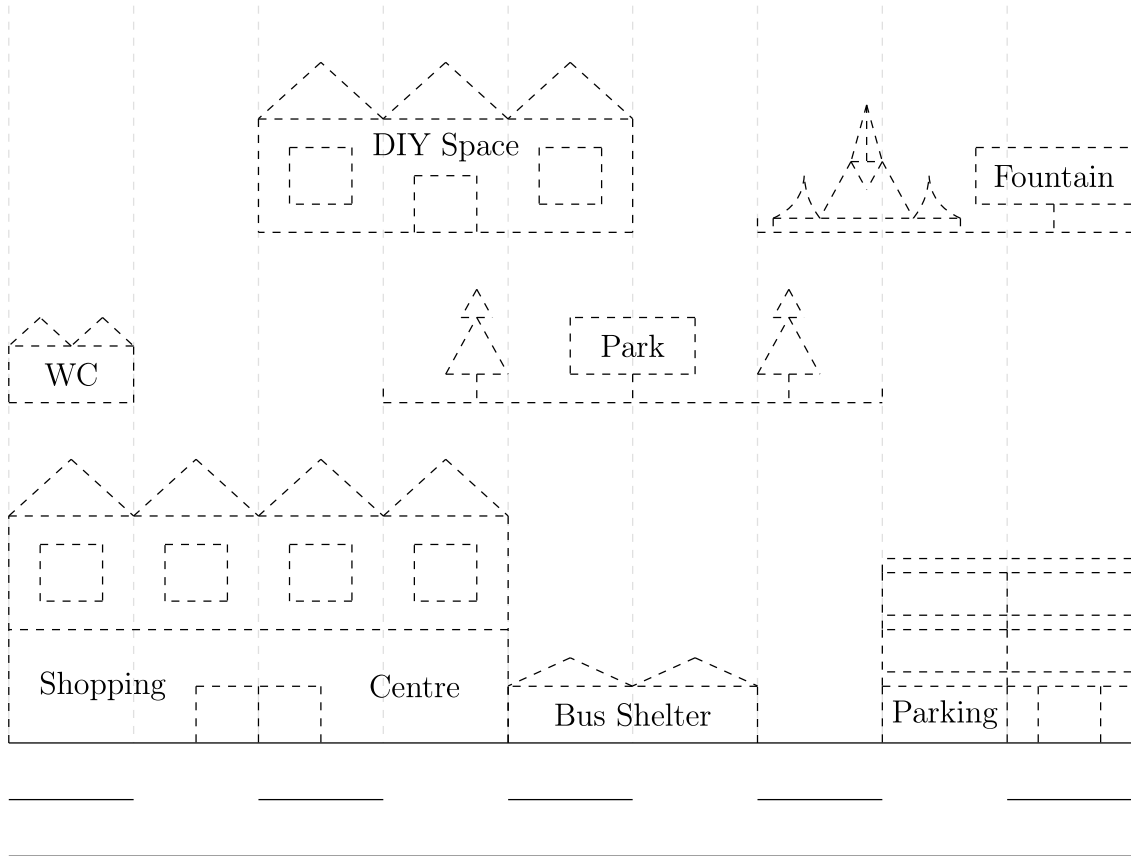 DIY Space
Fountain
Park
WC
Shopping Centre
Bus Shelter
Parking